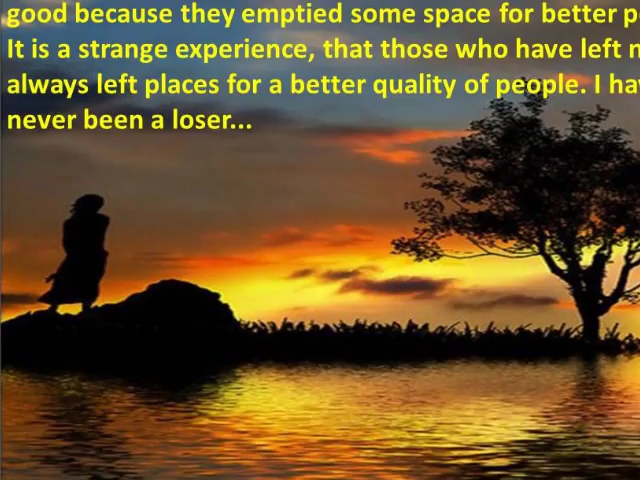 good because they emptied some space for better p
It is a strange experience, that those who have left
always left places for a better quality of people. I
never been a loser...